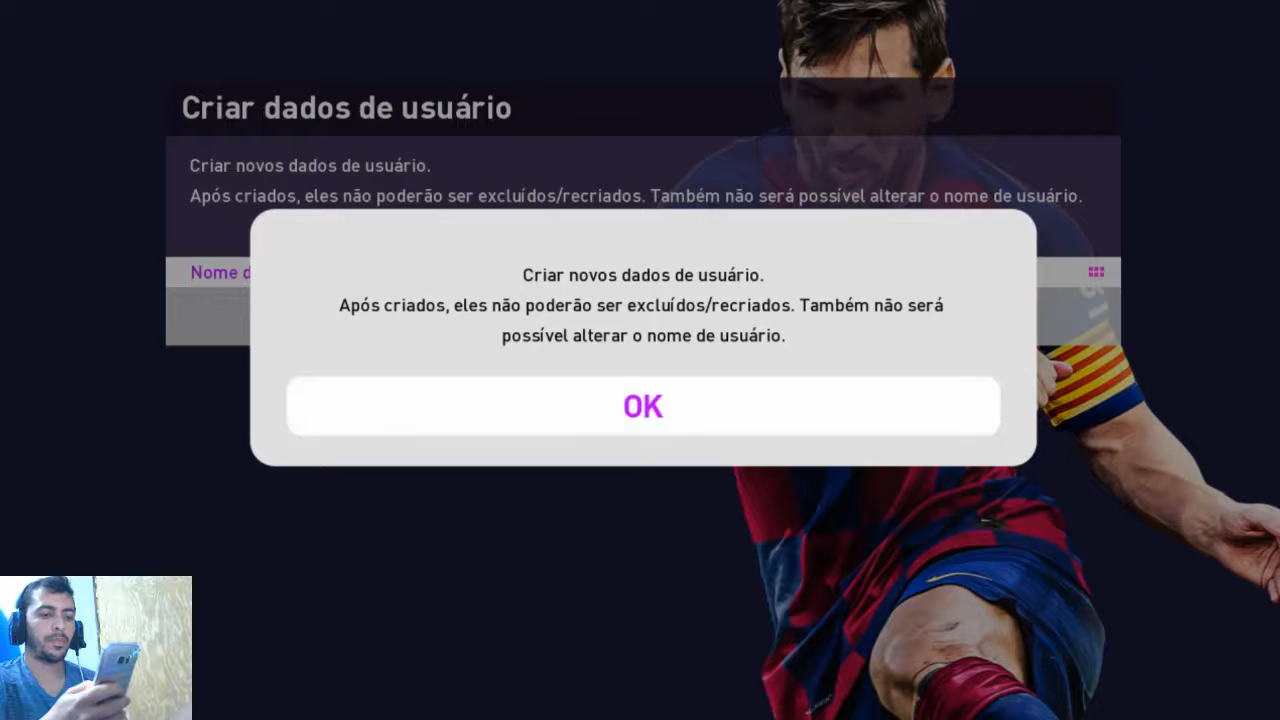 Criar dados de usuário
Criar novos dados de usuário.
Após criados, eles não poderão ser excluídos/recriados. Também não será possível alterar o nome de usuário.
Nome d
Criar novos dados de usuário.
Após criados, eles não poderão ser excluídos/recriados. Também não será
possível alterar o nome de usuário.
OK